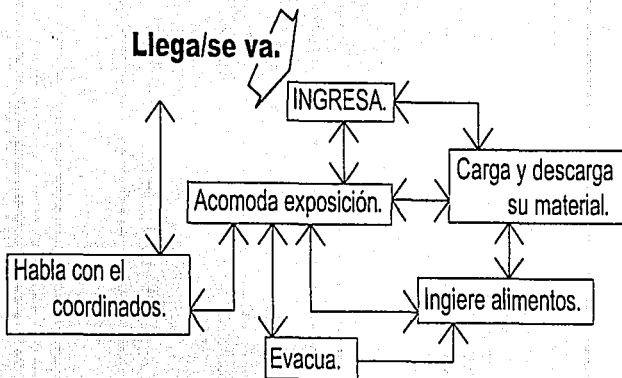 Llega/se va.
INGRESA.
Carga y descarga
su material.
Acomoda exposición.
Habla con el
coordinados.
Ingiere alimentos.
Evacua.